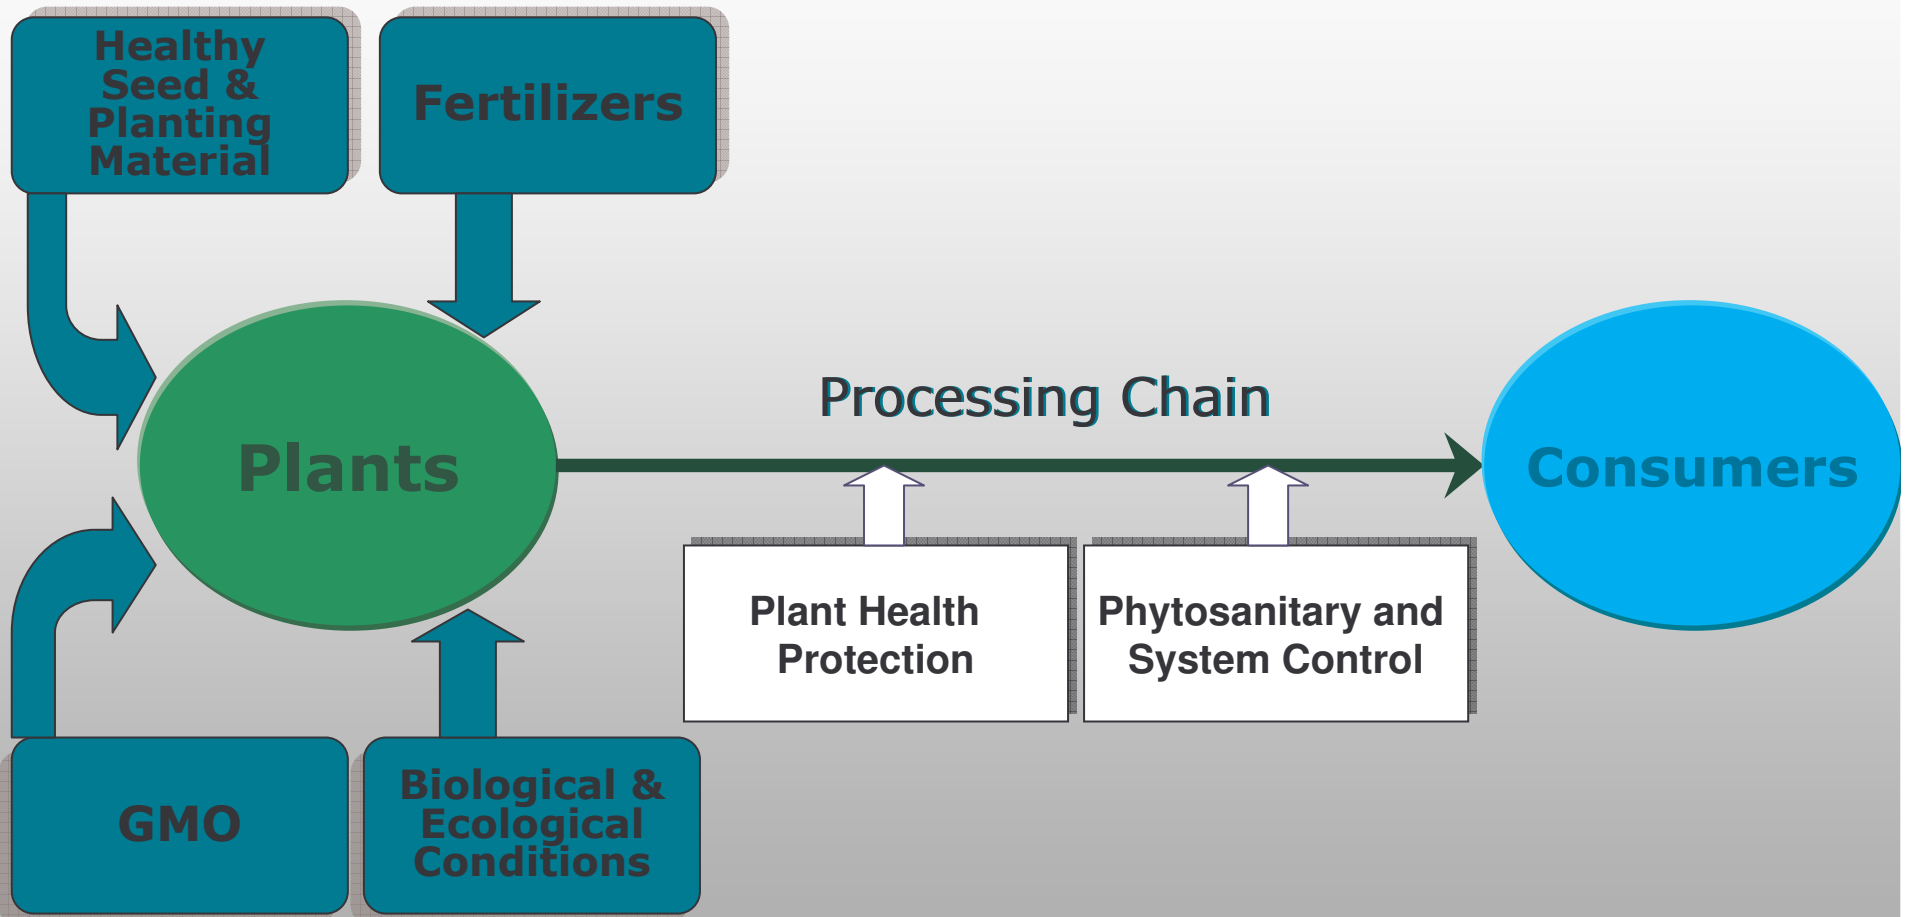 Healthy
Seed &
Planting
Material
Fertilizers
Processing Chain
Plants
Consumers
Plant Health
Protection
Phytosanitary and
System Control
GMO
Biological &
Ecological
Conditions